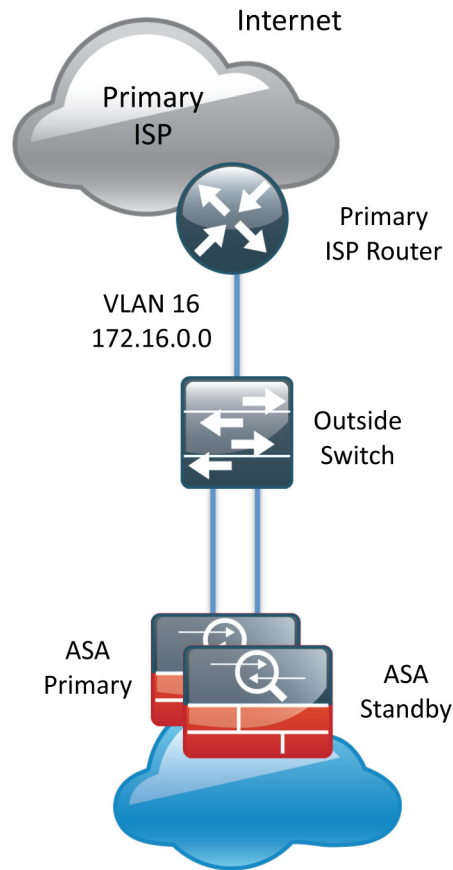 Internet
Primary
ISP
Primary
ISP Router
VLAN 16
172.16.0.0
Outside
Switch
ASA
Primary
ASA
Standby